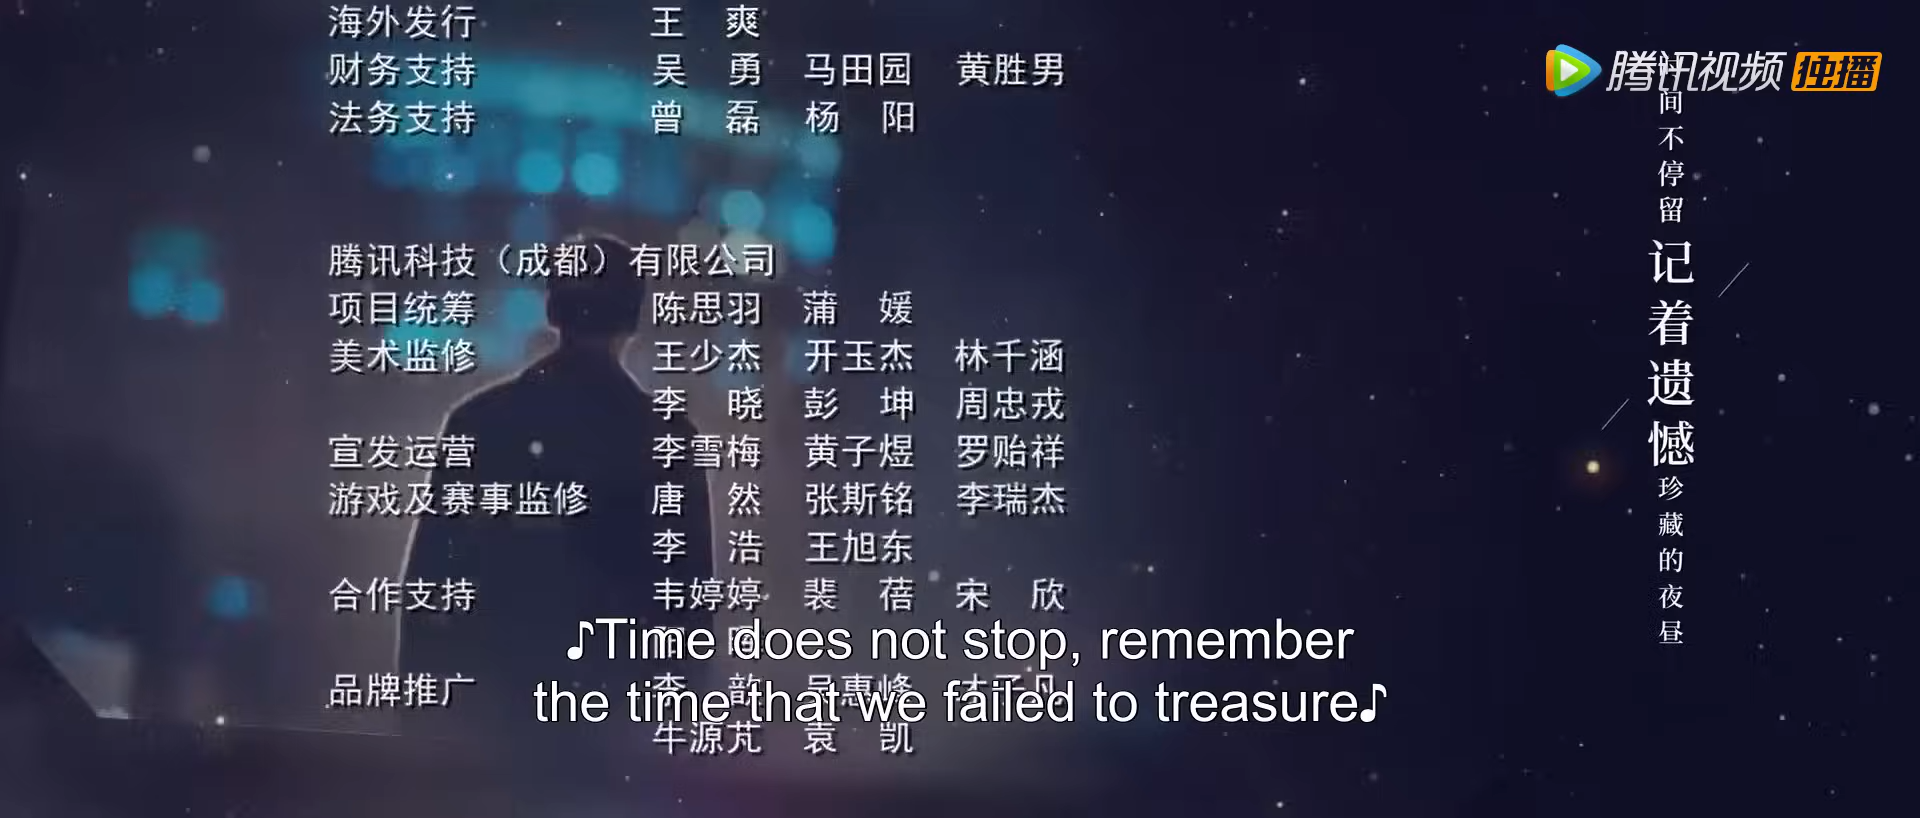 海外发行 王 爽
财务支持 吴 勇 马田园 黄胜男
法务支持 曾 磊 杨 阳
腾讯科技（成都）有限公司
项目统筹 陈思羽 蒲 媛
美术监修 王少杰 开玉杰 林千涵
李 晓 彭 坤 周忠戎
宣发运营 李雪梅 黄子煜 罗贻祥
游戏及赛事监修 唐 然 张斯铭 李瑞杰
李 浩 王旭东
合作支持 韦婷婷 裴 蓓 宋 欣
品牌推广 李 韵 吴惠峰
牛源芃 袁 凯
♪Time does not stop, remember
the time that we failed to treasure♪
腾讯视频 独播
间不停留
记着遗憾
珍藏的夜昼